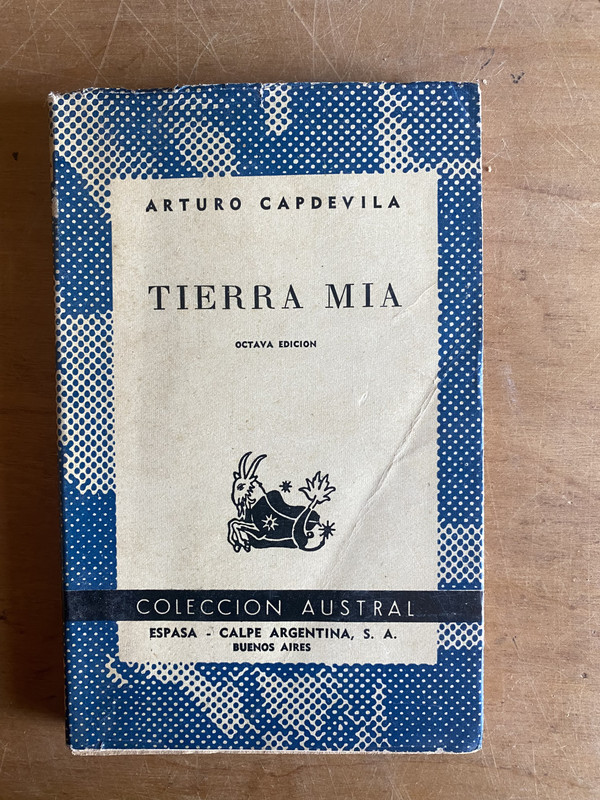 ARTURO CAPDEVILA
TIERRA MIA
OCTAVA EDICION
COLECCION AUSTRAL
ESPASA - CALPE ARGENTINA, S. A.
BUENOS AIRES